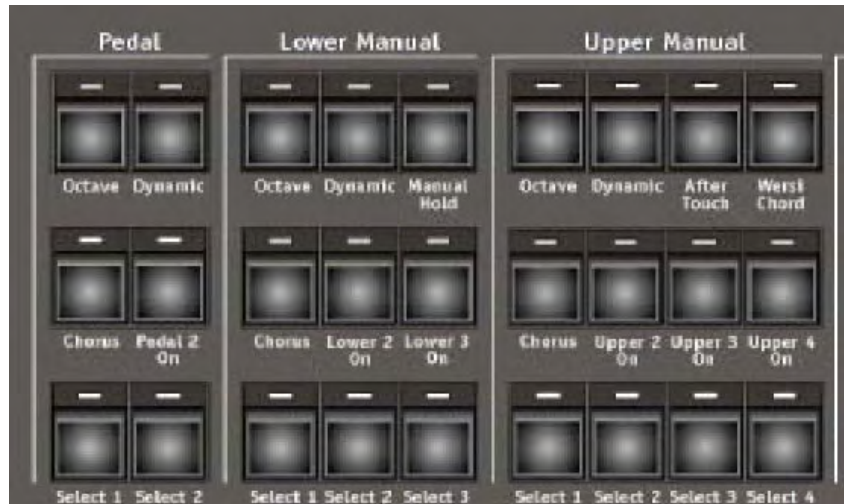 Pedal Lower Manual Upper Manual
Octave Dynamic Octave Dynamic Manual Hold Octave Dynamic After Touch Wersi Chord
Chorus Pedal 2 On Chorus Lower 2 On Lower 3 On Chorus Upper 2 On Upper 3 On Upper 4 On
Select 1 Select 2 Select 1 Select 2 Select 3 Select 1 Select 2 Select 3 Select 4